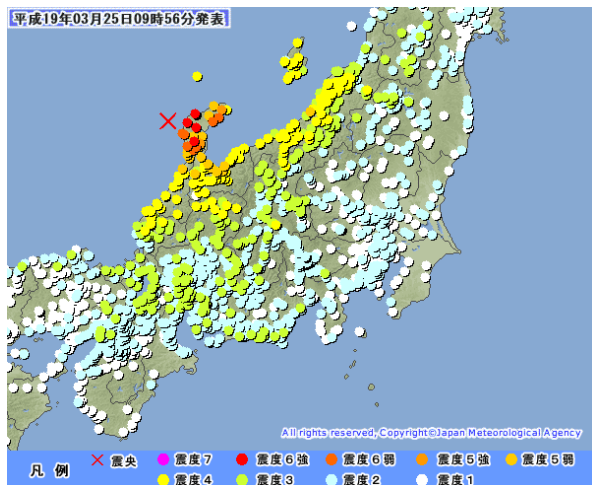 平成19年03月25日09時56分発表
All rights reserved, Copyright©Japan Meteorological Agency
凡 例 × 震央 震度7 震度6強 震度6弱 震度5強 震度5弱
震度4 震度3 震度2 震度1